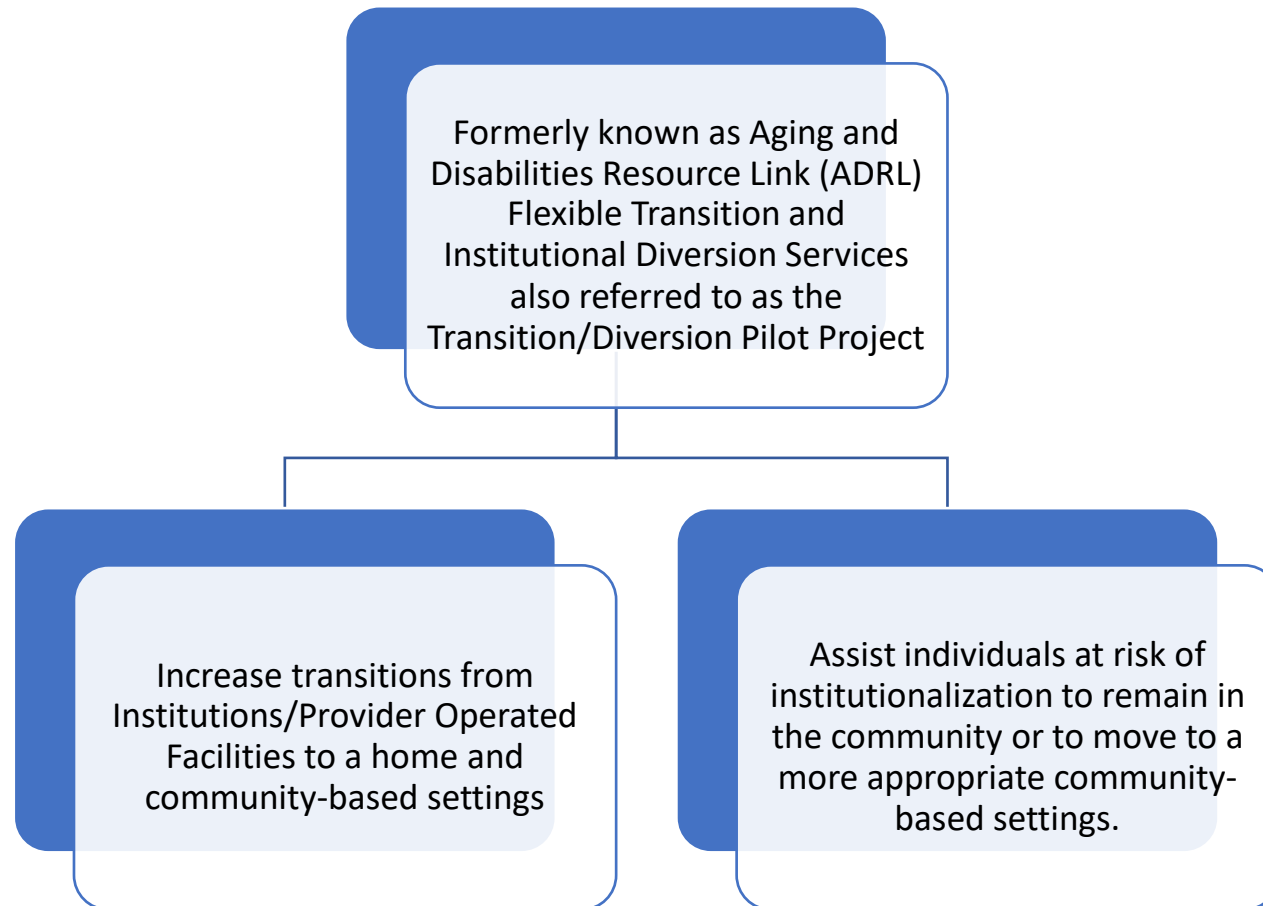 Formerly known as Aging and
Disabilities Resource Link (ADRL)
Flexible Transition and
Institutional Diversion Services
also referred to as the
Transition/Diversion Pilot Project
Increase transitions from
Institutions/Provider Operated
Facilities to a home and
community-based settings
Assist individuals at risk of
institutionalization to remain in
the community or to move to a
more appropriate community-
based settings.